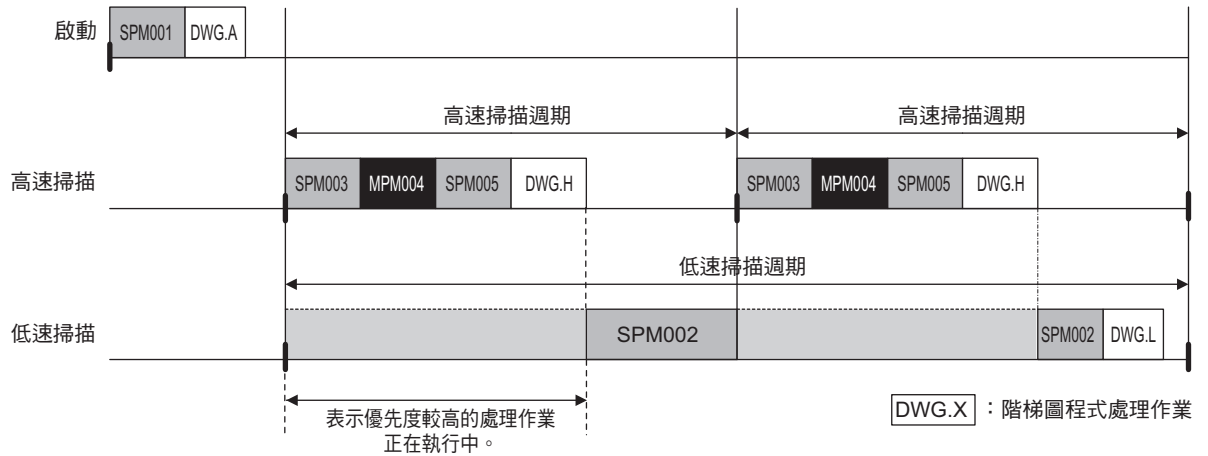 啟動 SPM001 DWG.A
高速掃描週期 高速掃描週期
高速掃描 SPM003 MPM004 SPM005 DWG.H SPM003 MPM004 SPM005 DWG.H
低速掃描週期
低速掃描 SPM002 SPM002 DWG.L
表示優先度較高的處理作業
正在執行中。
DWG.X：階梯圖程式處理作業